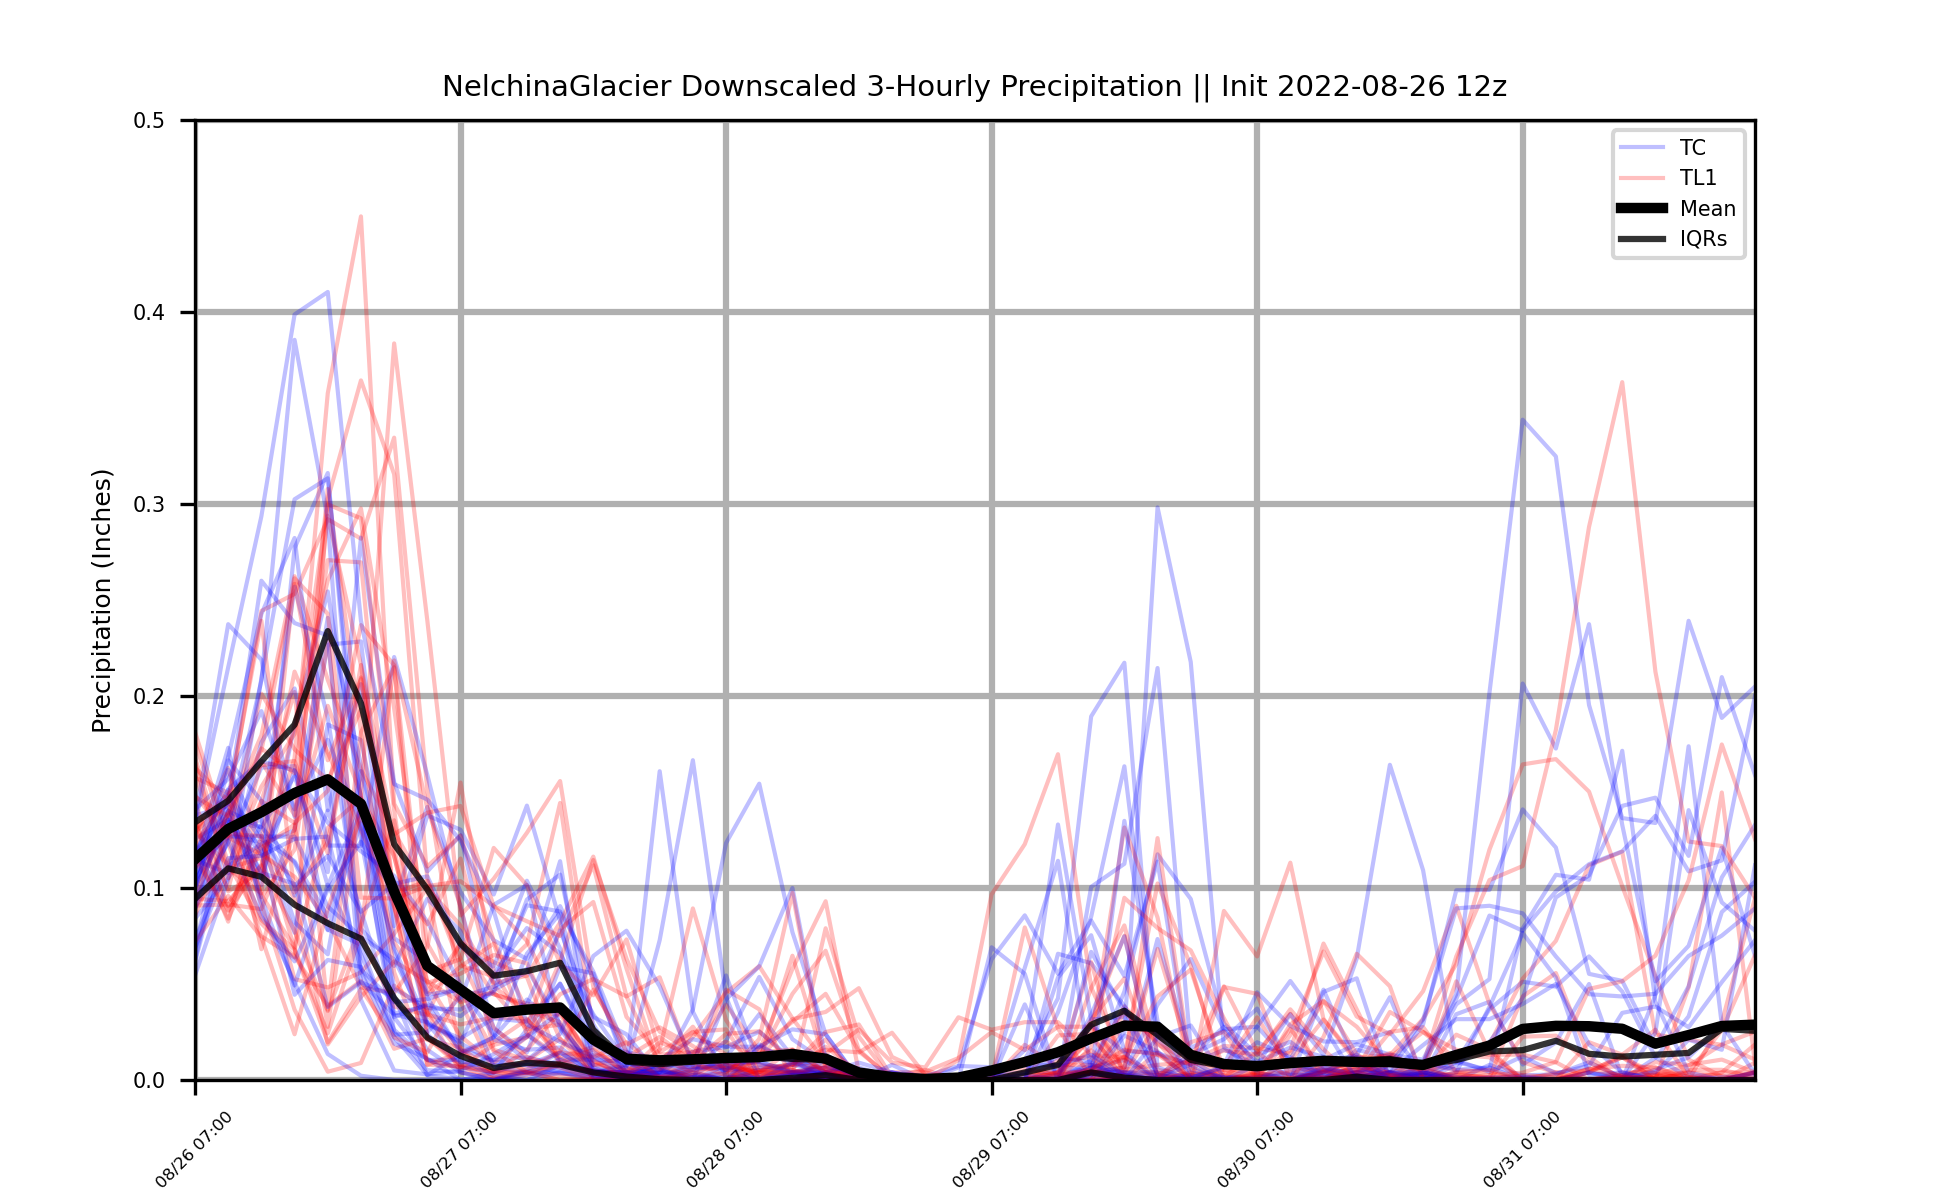 NelchinaGlacier Downscaled 3-Hourly Precipitation || Init 2022-08-26 12z
TC
TL1
Mean
IQRs
Precipitation (Inches)
0.5
0.4
0.3
0.2
0.1
0.0
08/26 07:00
08/27 07:00
08/28 07:00
08/29 07:00
08/30 07:00
08/31 07:00